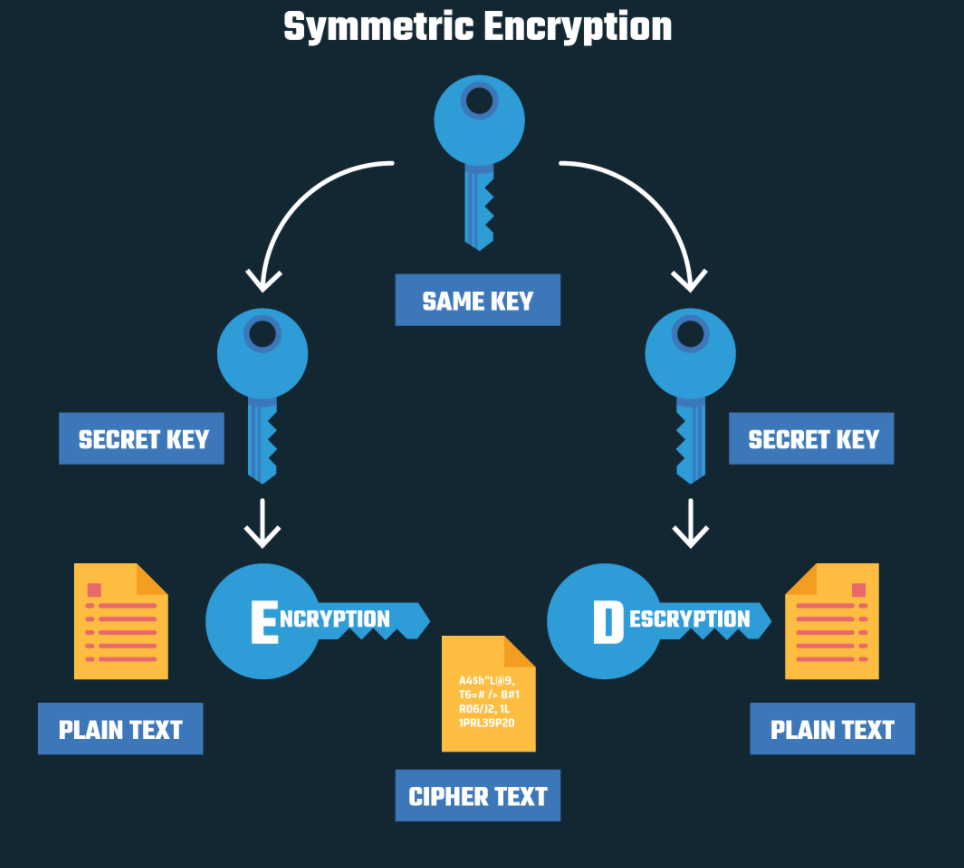 Symmetric Encryption
SAME KEY
SECRET KEY
SECRET KEY
ENCRYPTION
DESCRYPTION
A4$h"L@9,
T6=# /> B#1
R06/J2, 1L
1PRL39P20
PLAIN TEXT
PLAIN TEXT
CIPHER TEXT